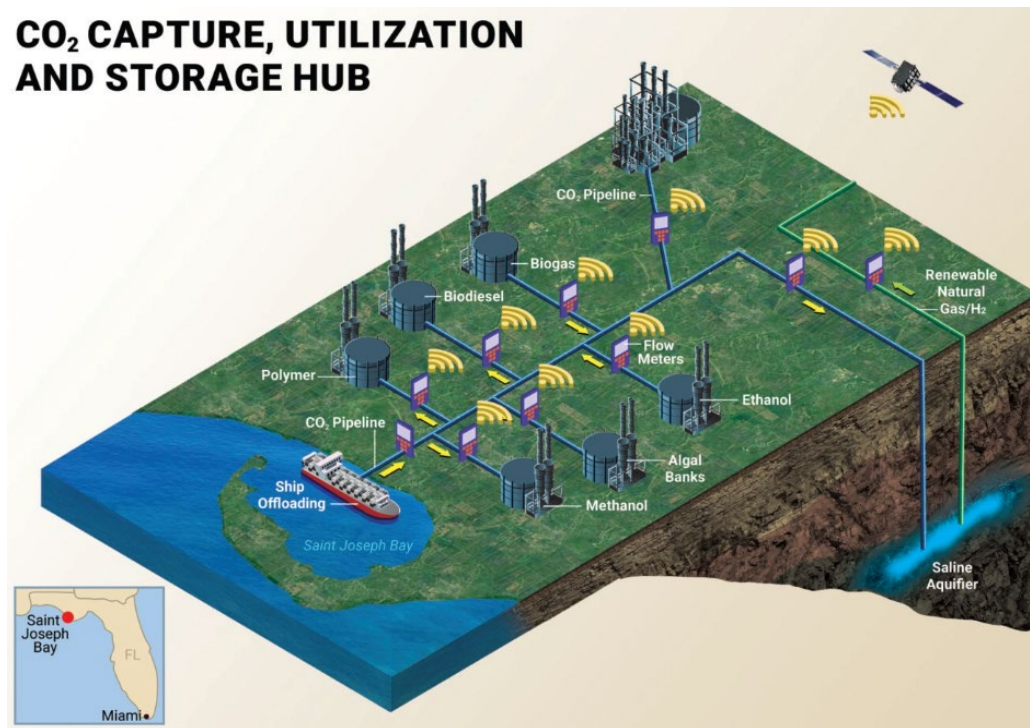 CO₂ CAPTURE, UTILIZATION
AND STORAGE HUB
CO₂ Pipeline
Biogas
Biodiesel
Renewable
Natural
Gas/H₂
Flow
Meters
Polymer
Ethanol
CO₂ Pipeline
Algal
Banks
Ship
Offloading
Methanol
Saint Joseph Bay
Saline
Aquifier
Saint
Joseph
Bay
FL
Miami